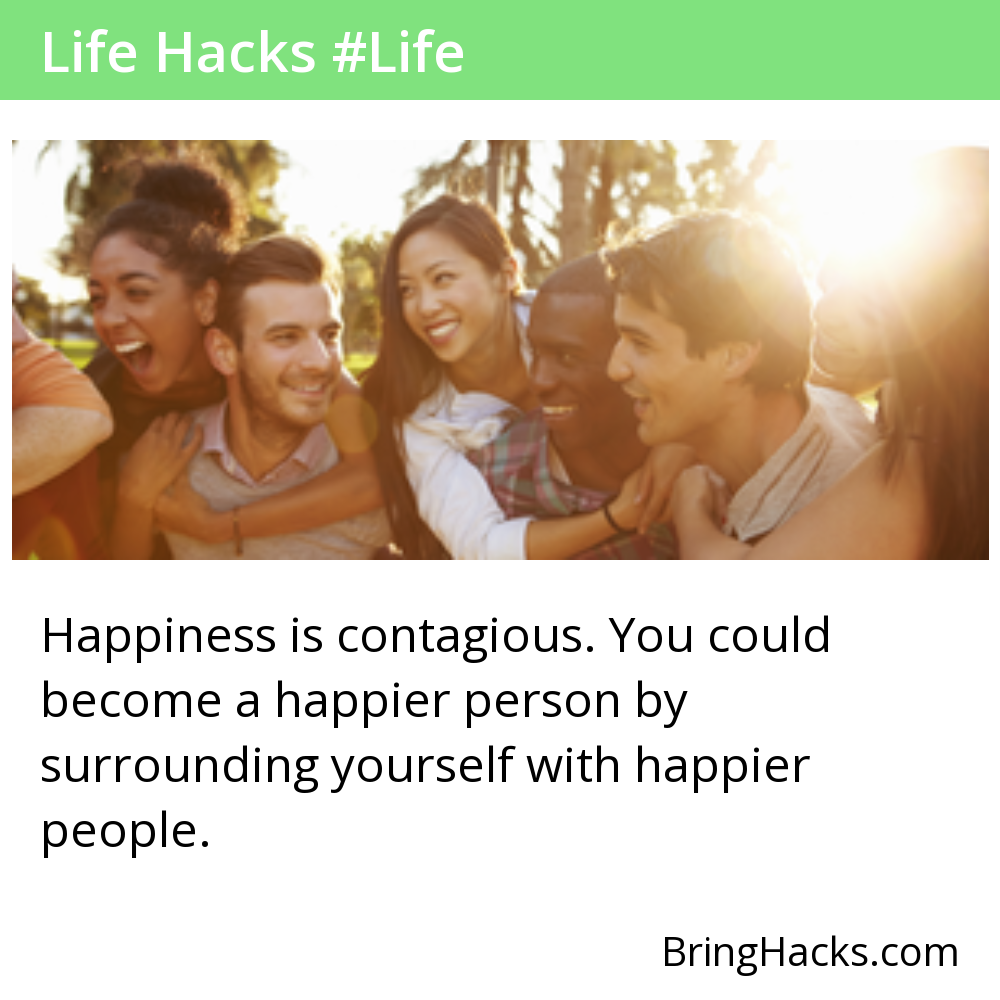 Life Hacks #Life
Happiness is contagious. You could
become a happier person by
surrounding yourself with happier
people.
BringHacks.com